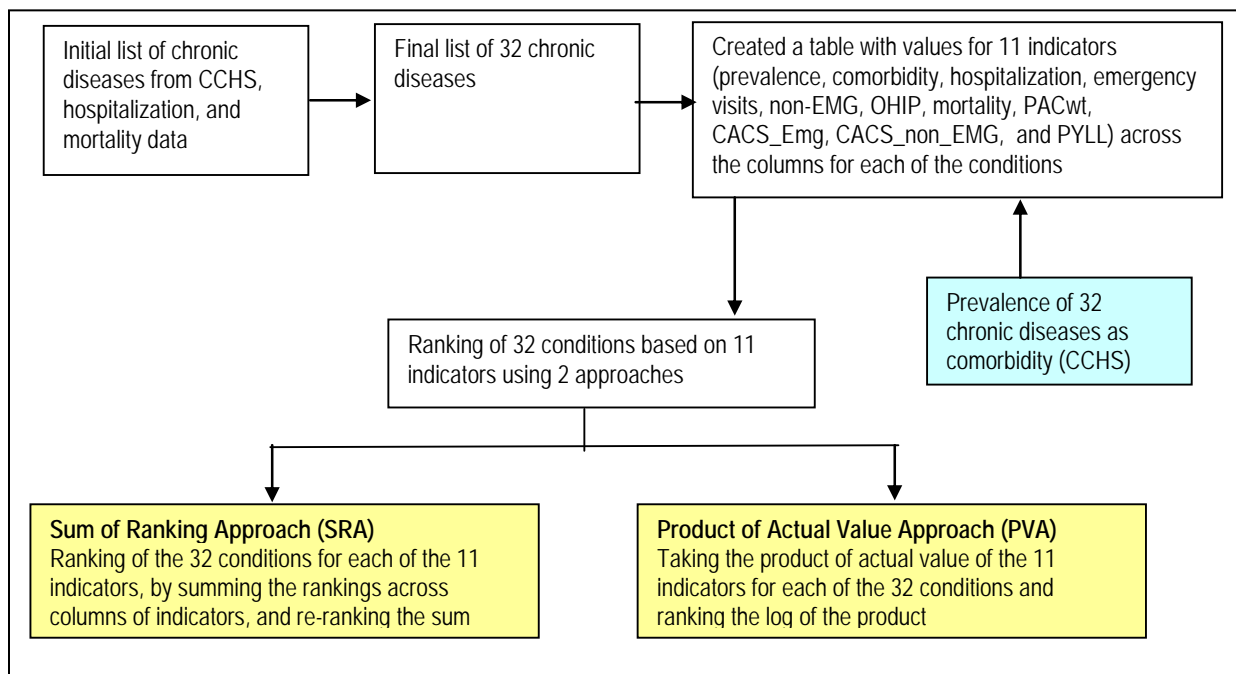 Initial list of chronic
diseases from CCHS,
hospitalization, and
mortality data
Final list of 32 chronic
diseases
Created a table with values for 11 indicators
(prevalence, comorbidity, hospitalization, emergency
visits, non-EMG, OHIP, mortality, PACwt,
CACS_Emg, CACS_non_EMG, and PYLL) across
the columns for each of the conditions
Prevalence of 32
chronic diseases as
comorbidity (CCHS)
Ranking of 32 conditions based on 11
indicators using 2 approaches
Sum of Ranking Approach (SRA)
Ranking of the 32 conditions for each of the 11
indicators, by summing the rankings across
columns of indicators, and re-ranking the sum
Product of Actual Value Approach (PVA)
Taking the product of actual value of the 11
indicators for each of the 32 conditions and
ranking the log of the product